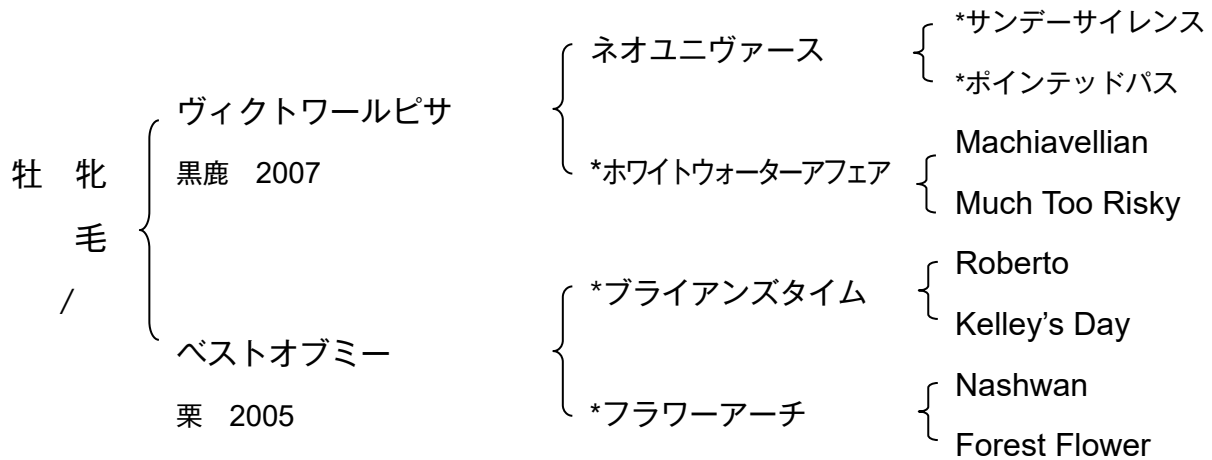 *サンデーサイレンス
ネオユニヴァース
*ポインテッドパス
ヴィクトワールピサ
Machiavellian
牡　牝
黒鹿　2007
*ホワイトウォーターアフェア
Much Too Risky
毛
Roberto
/
*ブライアンズタイム
Kelley’s Day
ベストオブミー
Nashwan
栗　2005
*フラワーアーチ
Forest Flower